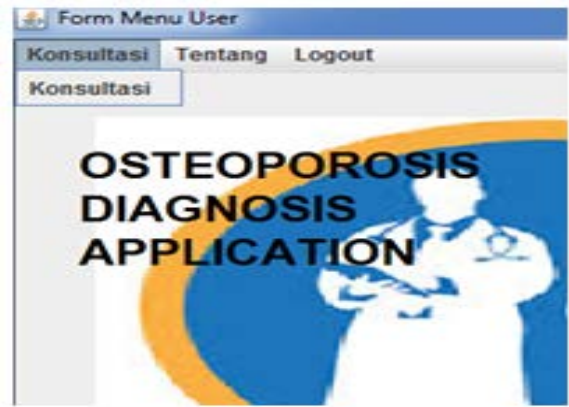 Form Menu User
Konsultasi Tentang Logout
Konsultasi
OSTEOPOROSIS
DIAGNOSIS
APPLICATION